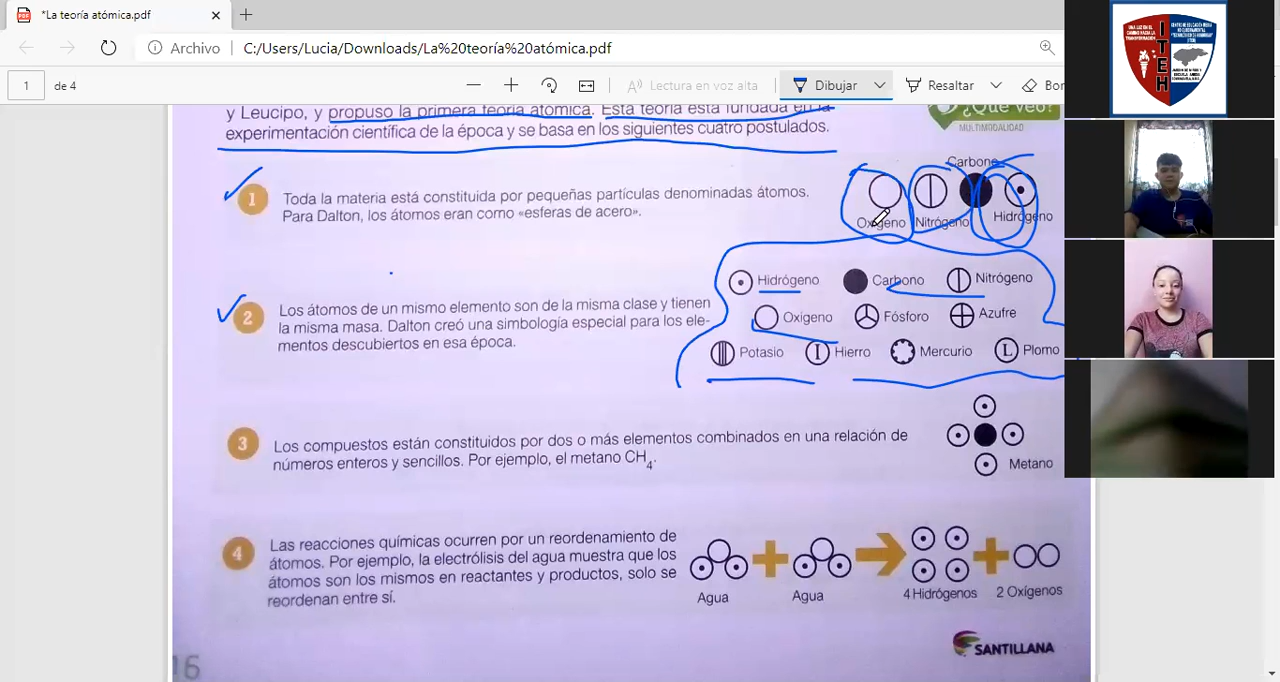 *La teoría atómica.pdf
Archivo
C:/Users/Lucia/Downloads/La%20teoría%20atómica.pdf
1
de 4
Lectura en voz alta
Dibujar
Resaltar
Bor
y Leucipo, y propuso la primera teoría atómica. Esta teoría está fundada en la
experimentación científica de la época y se basa en los siguientes cuatro postulados.
¿Qué veo?
MULTIMODALIDAD
1
Toda la materia está constituida por pequeñas partículas denominadas átomos.
Para Dalton, los átomos eran como «esferas de acero».
Carbono
Oxígeno
Nitrógeno
Hidrógeno
2
Los átomos de un mismo elemento son de la misma clase y tienen
la misma masa. Dalton creó una simbología especial para los ele-
mentos descubiertos en esa época.
Hidrógeno
Carbono
Nitrógeno
Oxígeno
Fósforo
Azufre
Potasio
I
Hierro
Mercurio
L
Plomo
3
Los compuestos están constituidos por dos o más elementos combinados en una relación de
números enteros y sencillos. Por ejemplo, el metano CH4.
Metano
4
Las reacciones químicas ocurren por un reordenamiento de
átomos. Por ejemplo, la electrólisis del agua muestra que los
átomos son los mismos en reactantes y productos, solo se
reordenan entre sí.
Agua
Agua
4 Hidrógenos
2 Oxígenos
SANTILLANA
16
ITEH